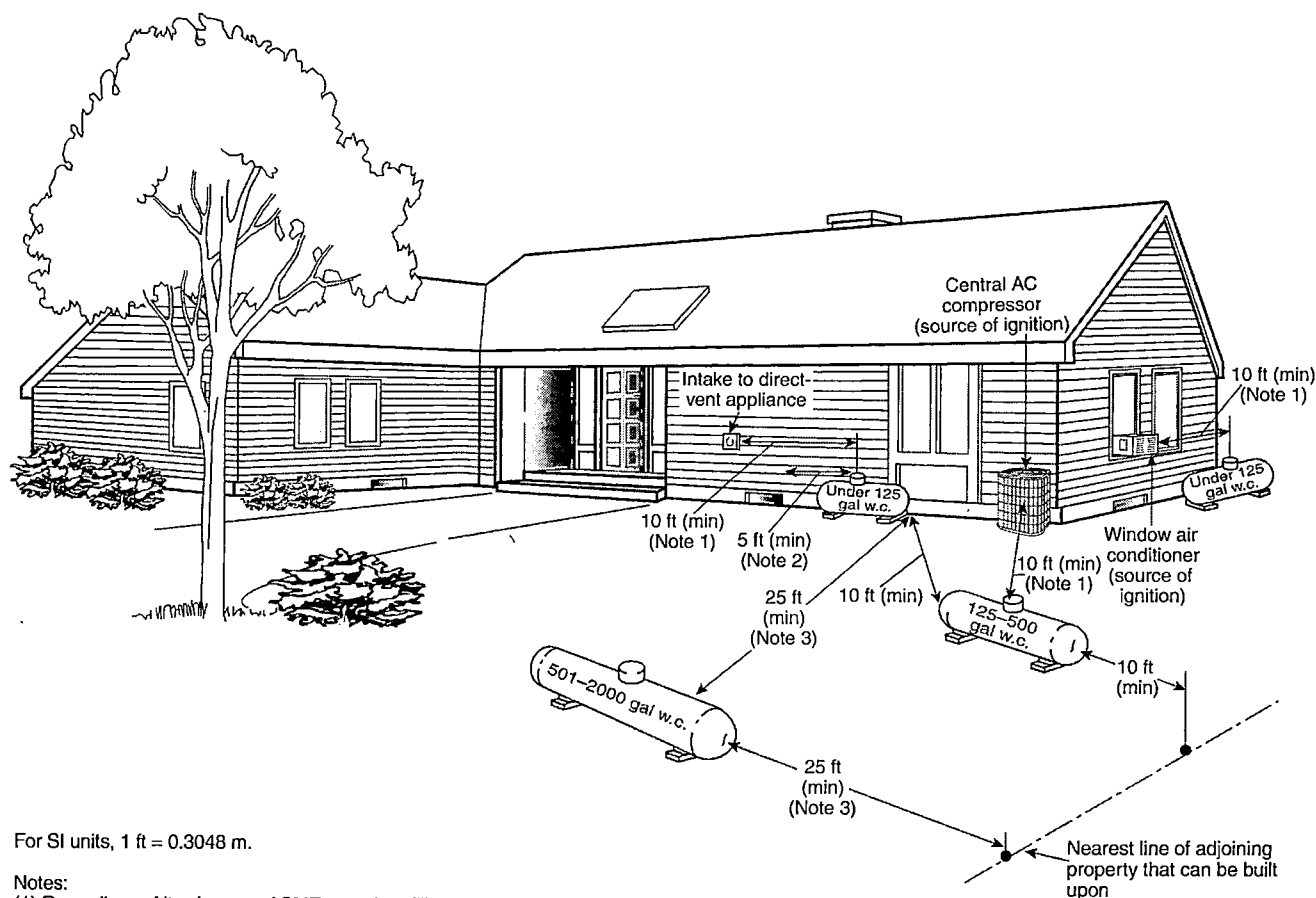 Central AC
compressor
(source of ignition)
10 ft (min)
(Note 1)
Intake to direct-
vent appliance
Under 125
gal w.c.
Under 125
gal w.c.
10 ft (min)
(Note 1)
5 ft (min)
(Note 2)
Window air
conditioner
(source of
ignition)
10 ft (min)
(Note 1)
25 ft
(min)
(Note 3)
10 ft (min)
125–500
gal w.c.
10 ft
(min)
501–2000 gal w.c.
25 ft
(min)
(Note 3)
For SI units, 1 ft = 0.3048 m.
Nearest line of adjoining
property that can be built
upon
Notes: